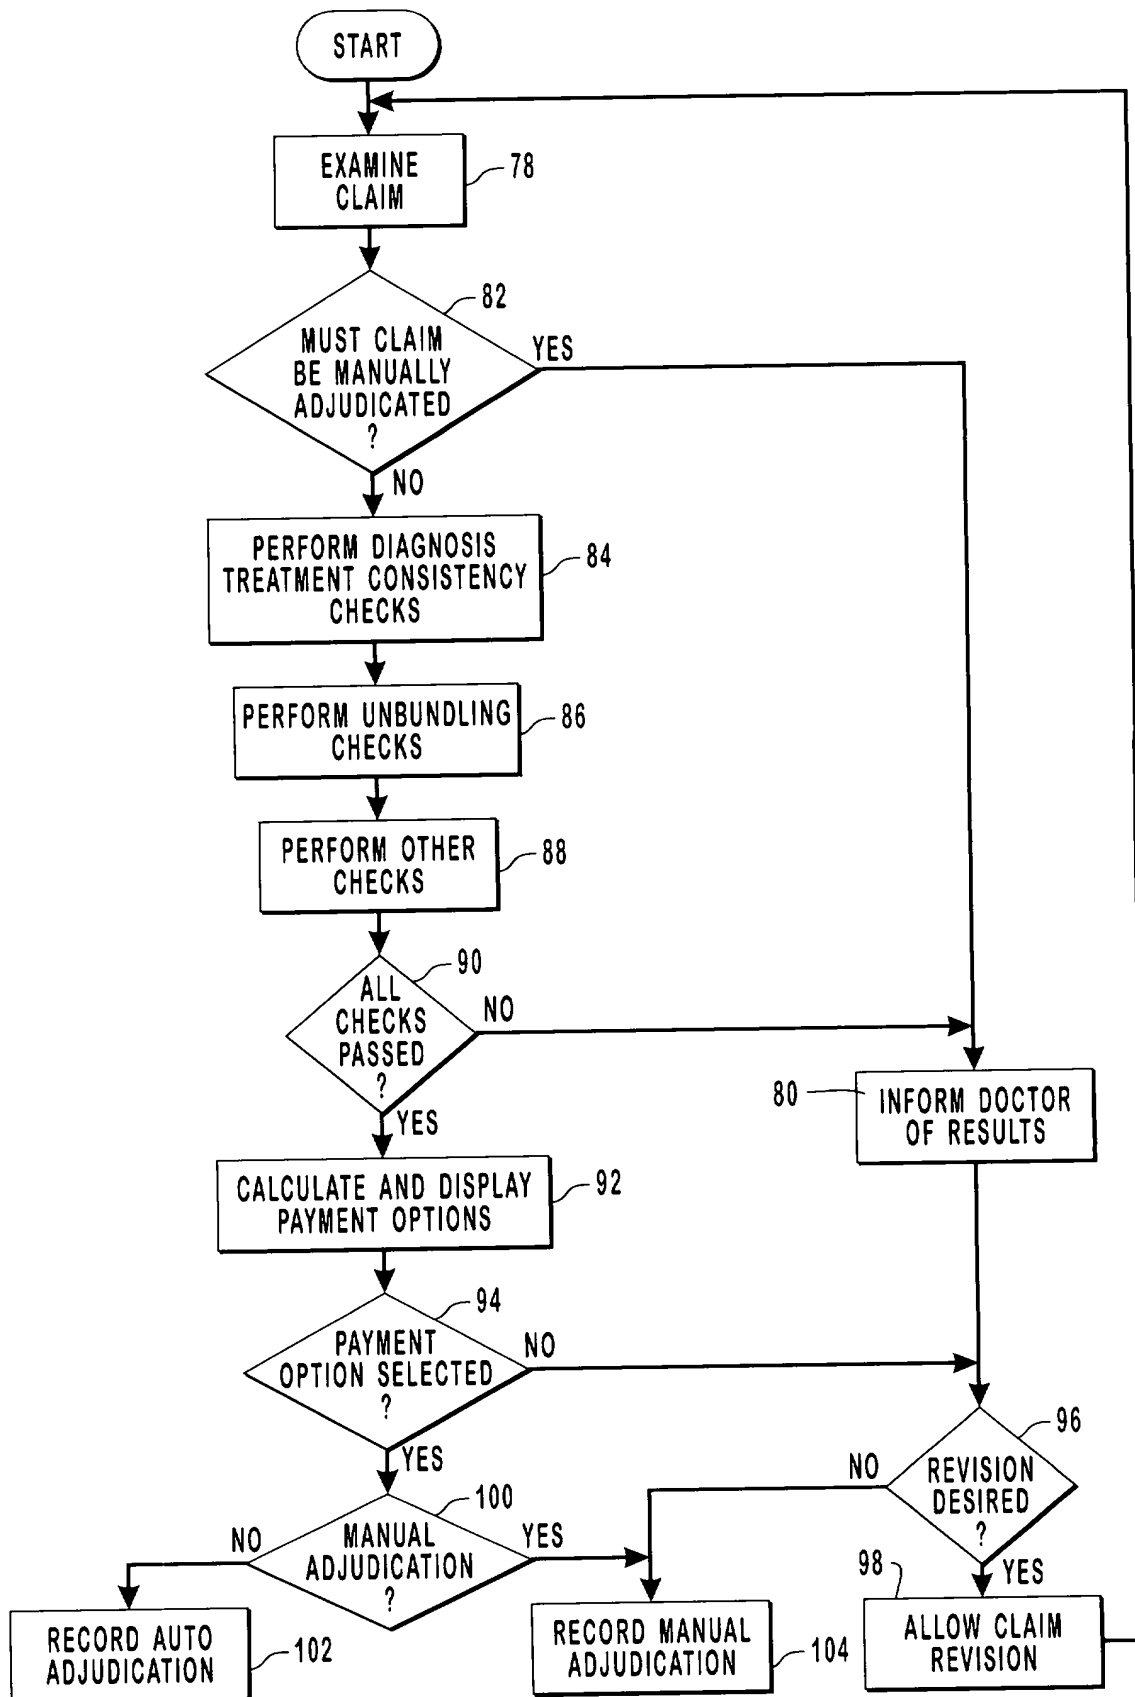 START
EXAMINE
CLAIM
78
82
MUST CLAIM
BE MANUALLY
ADJUDICATED
?
YES
NO
PERFORM DIAGNOSIS
TREATMENT CONSISTENCY
CHECKS
84
PERFORM UNBUNDLING
CHECKS
86
PERFORM OTHER
CHECKS
88
90
ALL
CHECKS
PASSED
?
NO
YES
80
INFORM DOCTOR
OF RESULTS
CALCULATE AND DISPLAY
PAYMENT OPTIONS
92
94
PAYMENT
OPTION SELECTED
?
NO
YES
96
REVISION
DESIRED
?
NO
YES
100
MANUAL
ADJUDICATION
?
NO
YES
98
ALLOW CLAIM
REVISION
RECORD AUTO
ADJUDICATION
102
RECORD MANUAL
ADJUDICATION
104